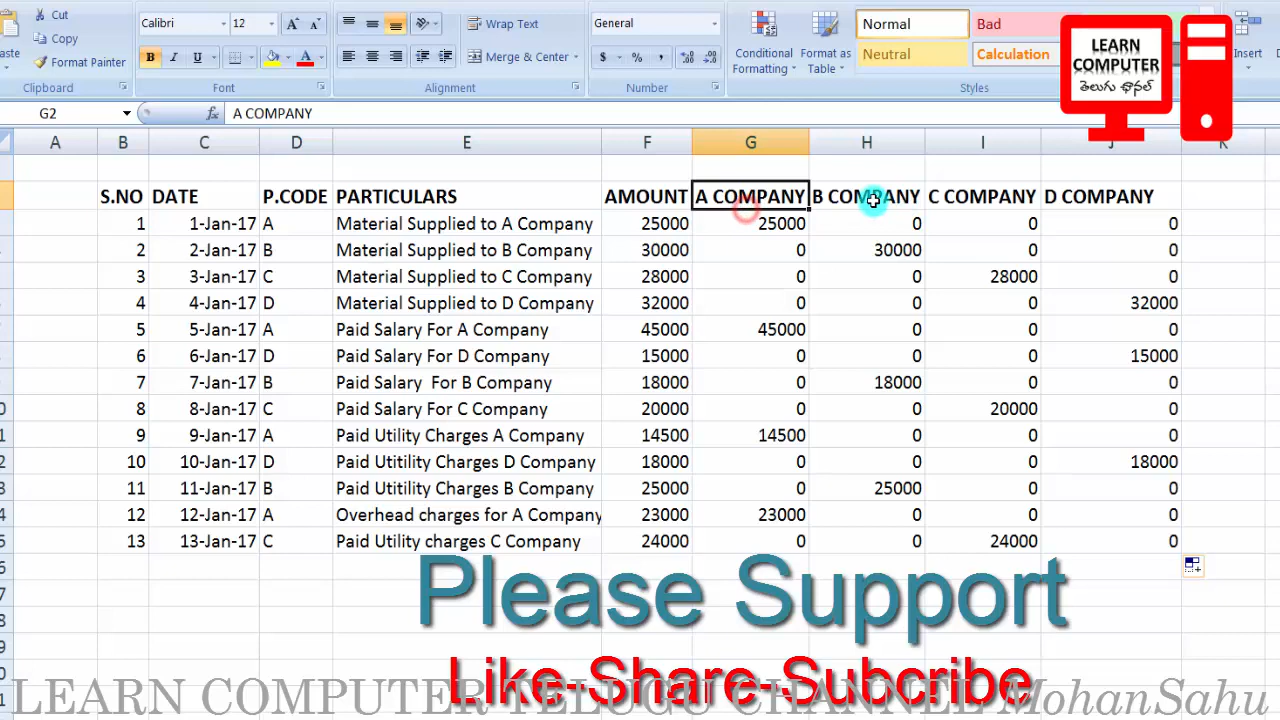 Cut
Calibri 12
Wrap Text
General
Normal Bad
Copy
aste
Format Painter
B I U
Merge & Center
$ % ,
Conditional Formatting
Format as Table
Neutral Calculation
Insert
Clipboard Font Alignment Number Styles
LEARN
COMPUTER
తెలుగు ఛానల్
G2 fx A COMPANY
A B C D E F G H I J K
S.NO DATE P.CODE PARTICULARS AMOUNT A COMPANY B COMPANY C COMPANY D COMPANY
1 1-Jan-17 A Material Supplied to A Company 25000 25000 0 0 0
2 2-Jan-17 B Material Supplied to B Company 30000 0 30000 0 0
3 3-Jan-17 C Material Supplied to C Company 28000 0 0 28000 0
4 4-Jan-17 D Material Supplied to D Company 32000 0 0 0 32000
5 5-Jan-17 A Paid Salary For A Company 45000 45000 0 0 0
6 6-Jan-17 D Paid Salary For D Company 15000 0 0 0 15000
7 7-Jan-17 B Paid Salary For B Company 18000 0 18000 0 0
8 8-Jan-17 C Paid Salary For C Company 20000 0 0 20000 0
9 9-Jan-17 A Paid Utility Charges A Company 14500 14500 0 0 0
10 10-Jan-17 D Paid Utitility Charges D Company 18000 0 0 0 18000
11 11-Jan-17 B Paid Utitility Charges B Company 25000 0 25000 0 0
12 12-Jan-17 A Overhead charges for A Company 23000 23000 0 0 0
13 13-Jan-17 C Paid Utility charges C Company 24000 0 0 24000 0
Please Support
Like-Share-Subcribe
LEARN COMPUTER TELUGU CHANNEL MohanSahu